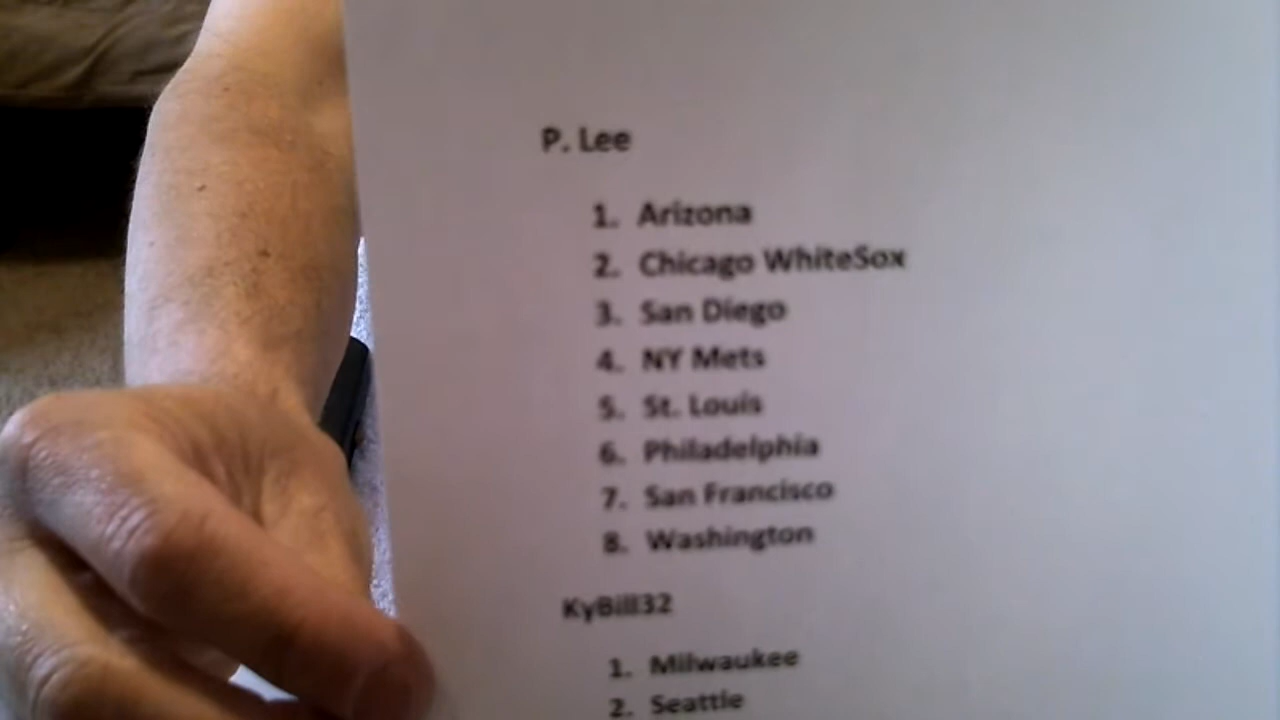 P. Lee
1. Arizona
2. Chicago WhiteSox
3. San Diego
4. NY Mets
5. St. Louis
6. Philadelphia
7. San Francisco
8. Washington
KyBill32
1. Milwaukee
2. Seattle